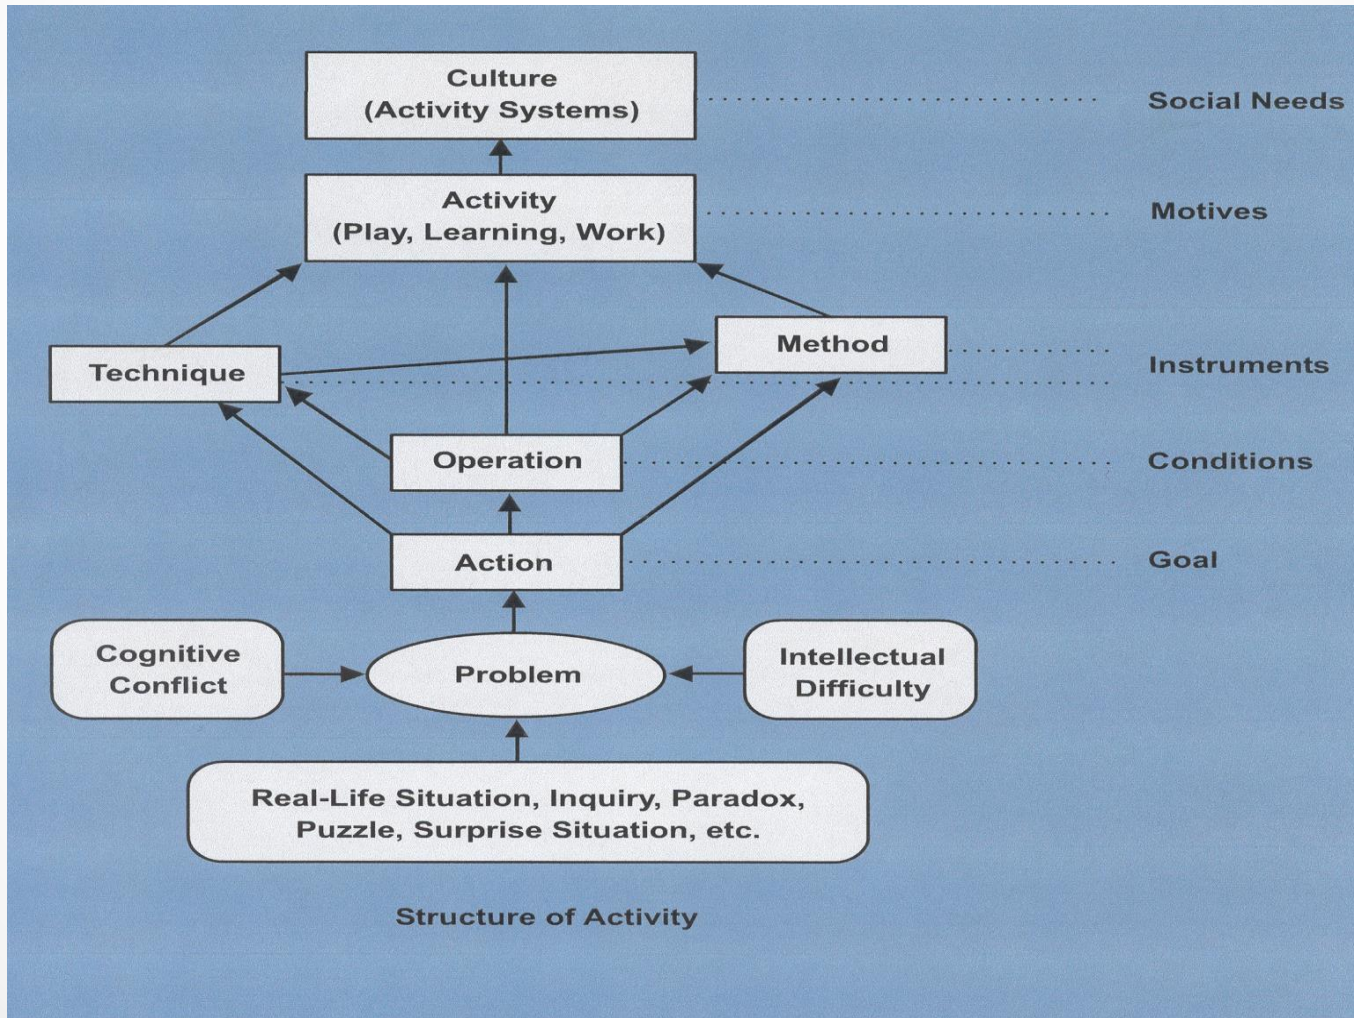 Culture
(Activity Systems)
Social Needs
Activity
(Play, Learning, Work)
Motives
Method
Technique
Instruments
Operation
Conditions
Action
Goal
Cognitive
Conflict
Problem
Intellectual
Difficulty
Real-Life Situation, Inquiry, Paradox,
Puzzle, Surprise Situation, etc.
Structure of Activity